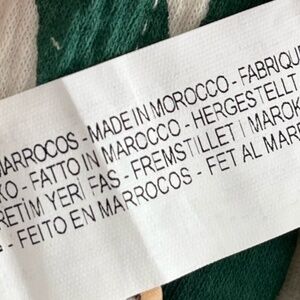 MARROCOS - MADE IN MOROCCO - FABRIQU
KO - FATTO IN MAROCCO - HERGESTELLT
RETİM YERİ FAS - FREMSTILLET I MAROK
- FEITO EN MARROCOS - FET AL MARR